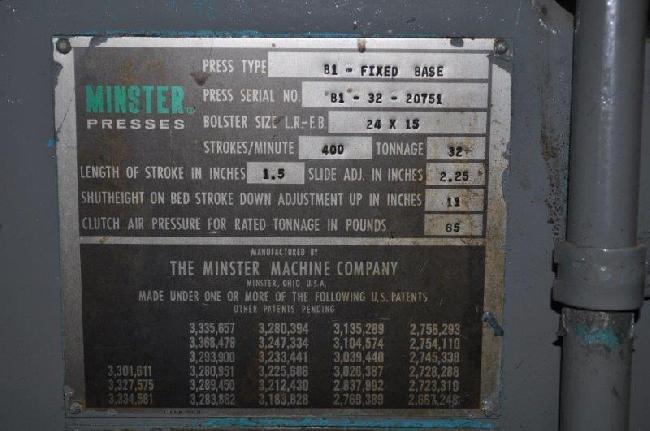 MINSTER®
PRESSES
PRESS TYPE B1 - FIXED BASE
PRESS SERIAL NO. B1 - 32 - 20751
BOLSTER SIZE L.R.-F.B. 24 X 15
STROKES/MINUTE 400 TONNAGE 32
LENGTH OF STROKE IN INCHES 1.5 SLIDE ADJ. IN INCHES 2.25
SHUTHEIGHT ON BED STROKE DOWN ADJUSTMENT UP IN INCHES 11
CLUTCH AIR PRESSURE FOR RATED TONNAGE IN POUNDS 65
MANUFACTURED BY
THE MINSTER MACHINE COMPANY
MINSTER, OHIO U.S.A.
MADE UNDER ONE OR MORE OF THE FOLLOWING U.S. PATENTS
OTHER PATENTS PENDING
3,335,657 3,280,394 3,135,289 2,756,293
3,368,479 3,247,334 3,104,574 2,754,110
3,293,900 3,233,441 3,039,440 2,745,338
3,301,611 3,260,951 3,225,606 3,020,387 2,728,288
3,327,575 3,289,450 3,212,430 2,837,992 2,723,310
3,334,561 3,283,862 3,183,828 2,769,389 2,667,248